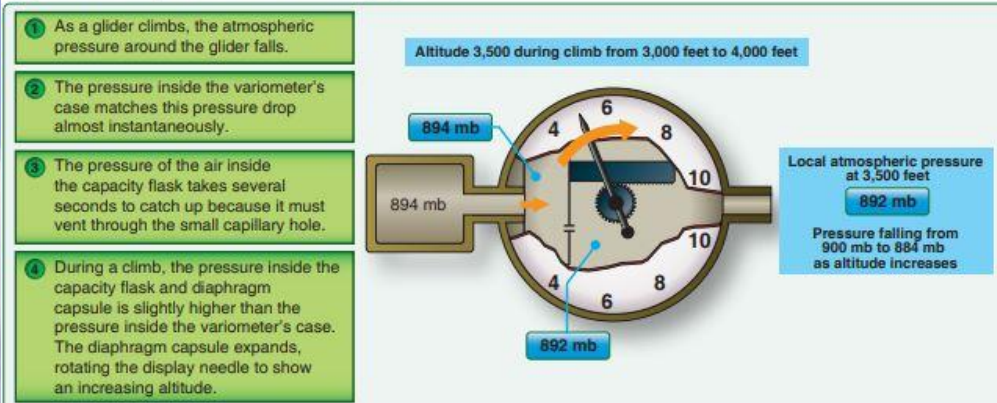 1 As a glider climbs, the atmospheric
pressure around the glider falls.
2 The pressure inside the variometer's
case matches this pressure drop
almost instantaneously.
3 The pressure of the air inside
the capacity flask takes several
seconds to catch up because it must
vent through the small capillary hole.
4 During a climb, the pressure inside the
capacity flask and diaphragm
capsule is slightly higher than the
pressure inside the variometer's case.
The diaphragm capsule expands,
rotating the display needle to show
an increasing altitude.
Altitude 3,500 during climb from 3,000 feet to 4,000 feet
894 mb
894 mb
4
6
8
10
10
8
6
4
892 mb
Local atmospheric pressure
at 3,500 feet
892 mb
Pressure falling from
900 mb to 884 mb
as altitude increases